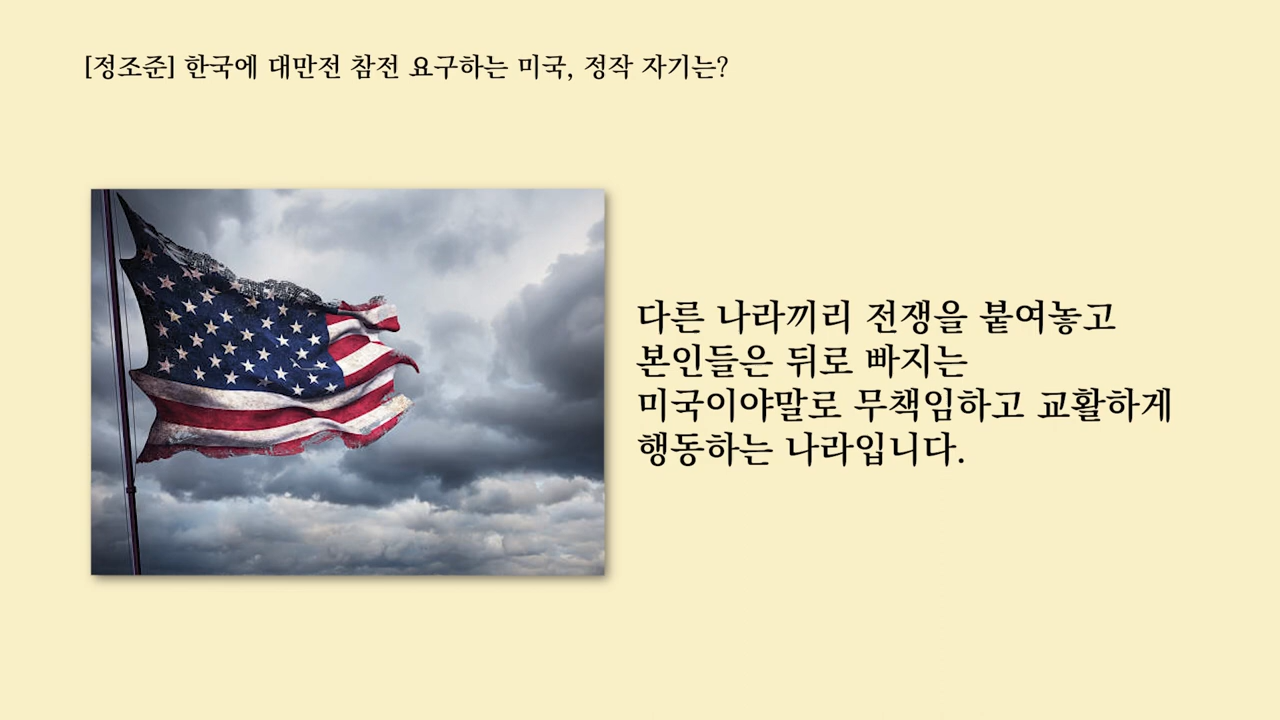 [정조준] 한국에 대만전 참전 요구하는 미국, 정작 자기는?
다른 나라끼리 전쟁을 붙여놓고
본인들은 뒤로 빠지는
미국이야말로 무책임하고 교활하게
행동하는 나라입니다.